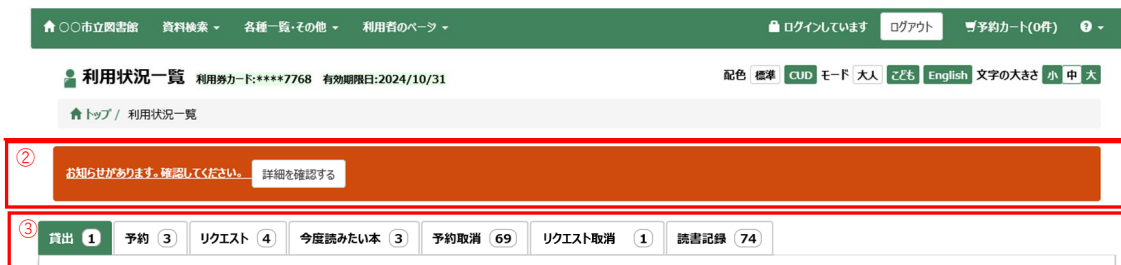 ○○市立図書館 資料検索 各種一覧・その他 利用者のページ ログインしています ログアウト 予約カート(0件)
利用状況一覧 利用券カード:****7768 有効期限日:2024/10/31 配色 標準 CUD モード 大人 こども English 文字の大きさ 小 中 大
トップ / 利用状況一覧
②
お知らせがあります。確認してください。 詳細を確認する
③
貸出 1 予約 3 リクエスト 4 今度読みたい本 3 予約取消 69 リクエスト取消 1 読書記録 74